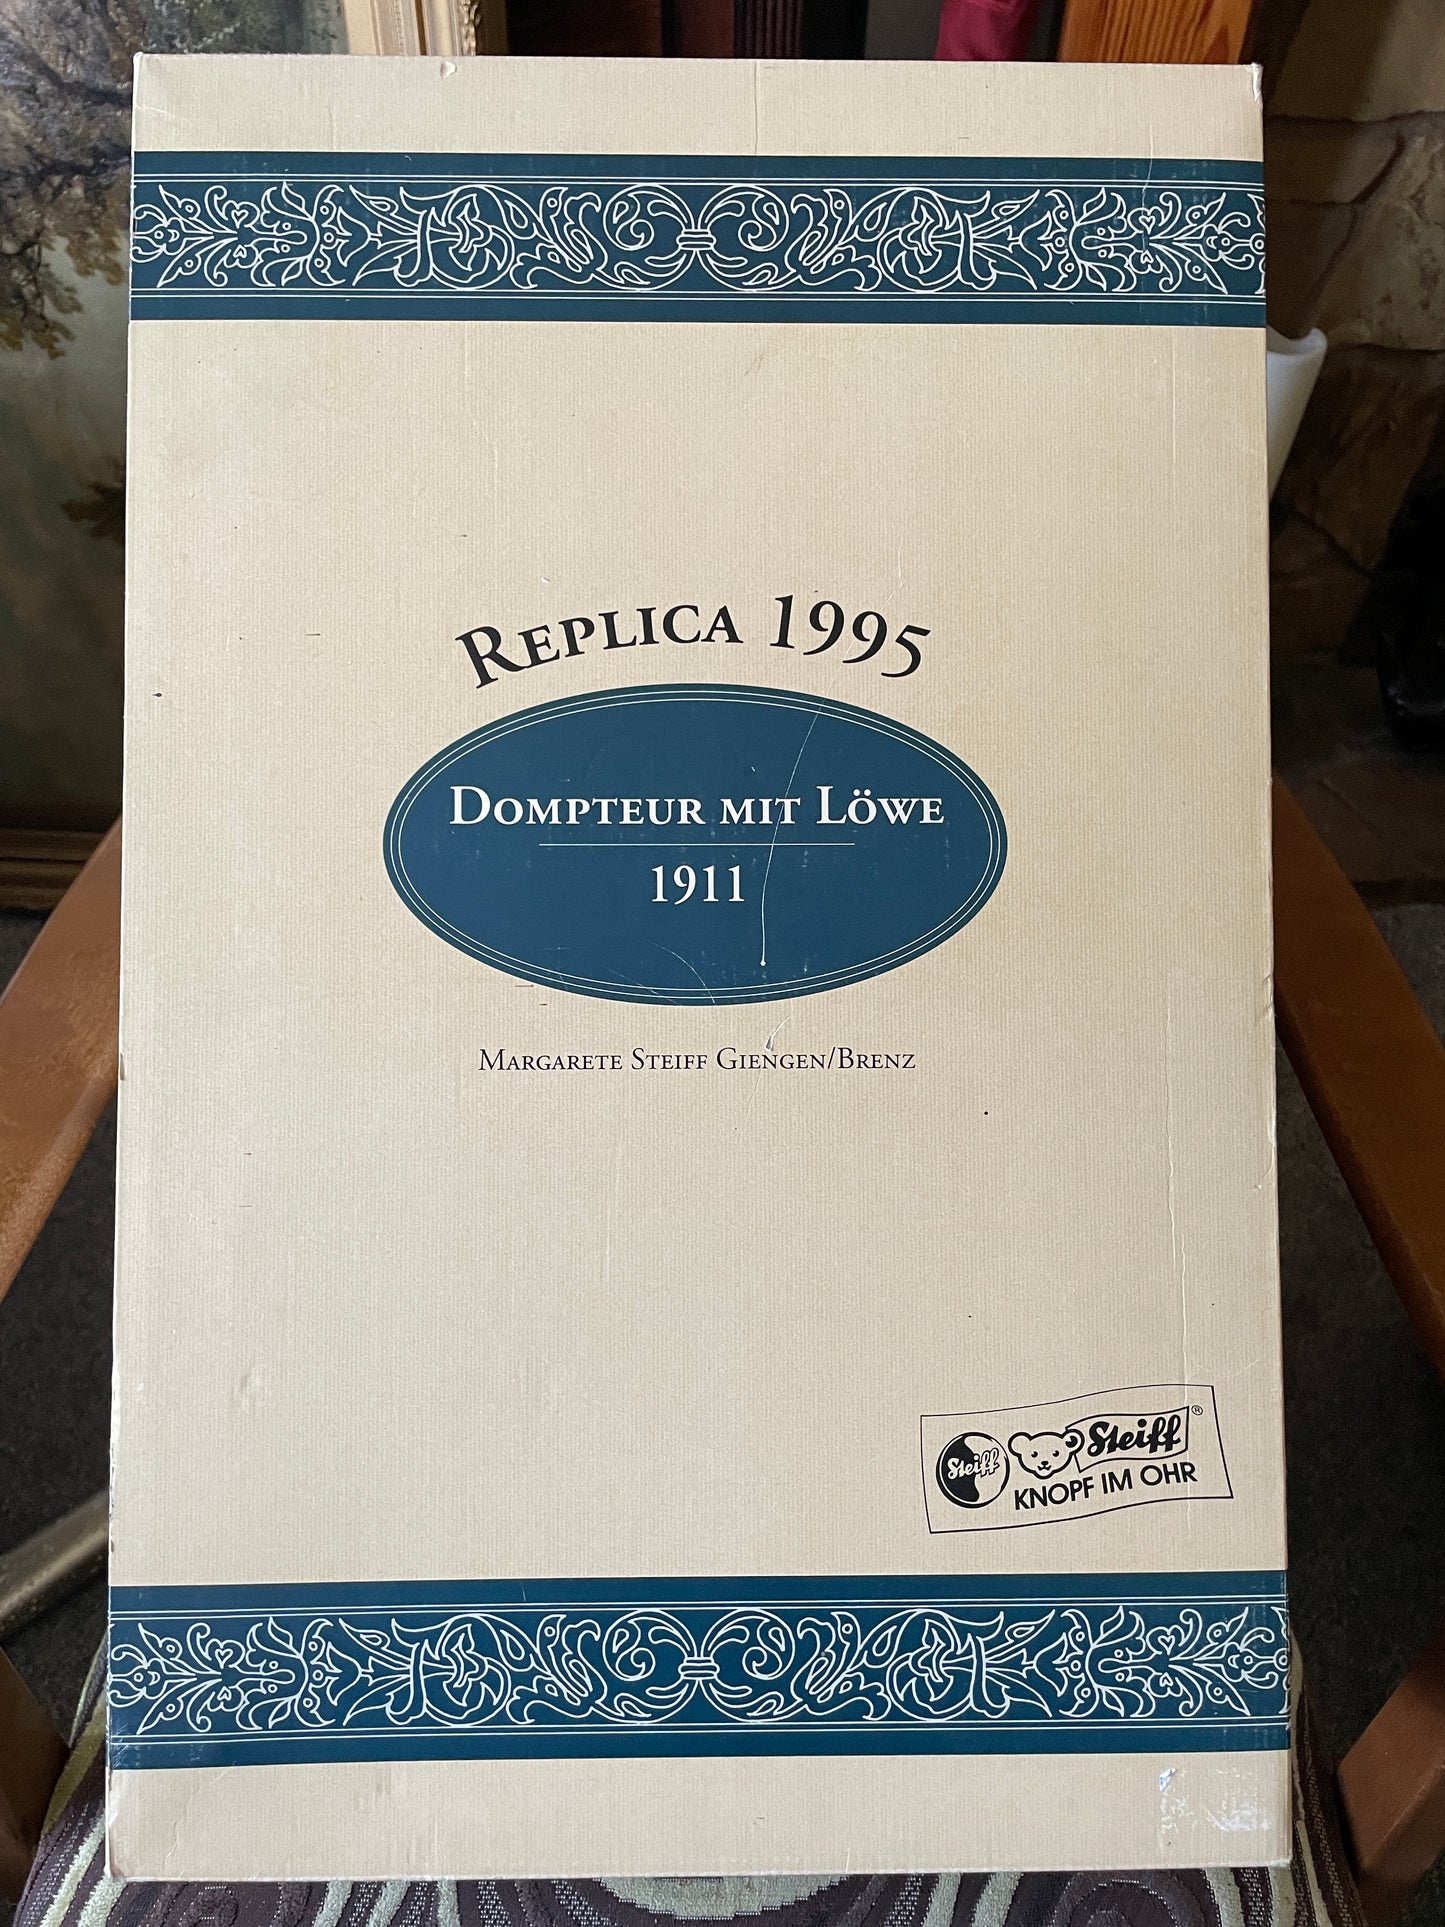 REPLICA 1995
DOMPTEUR MIT LÖWE
1911
MARGARETE STEIFF GIENGEN/BRENZ
Steiff
Steiff®
KNOPF IM OHR